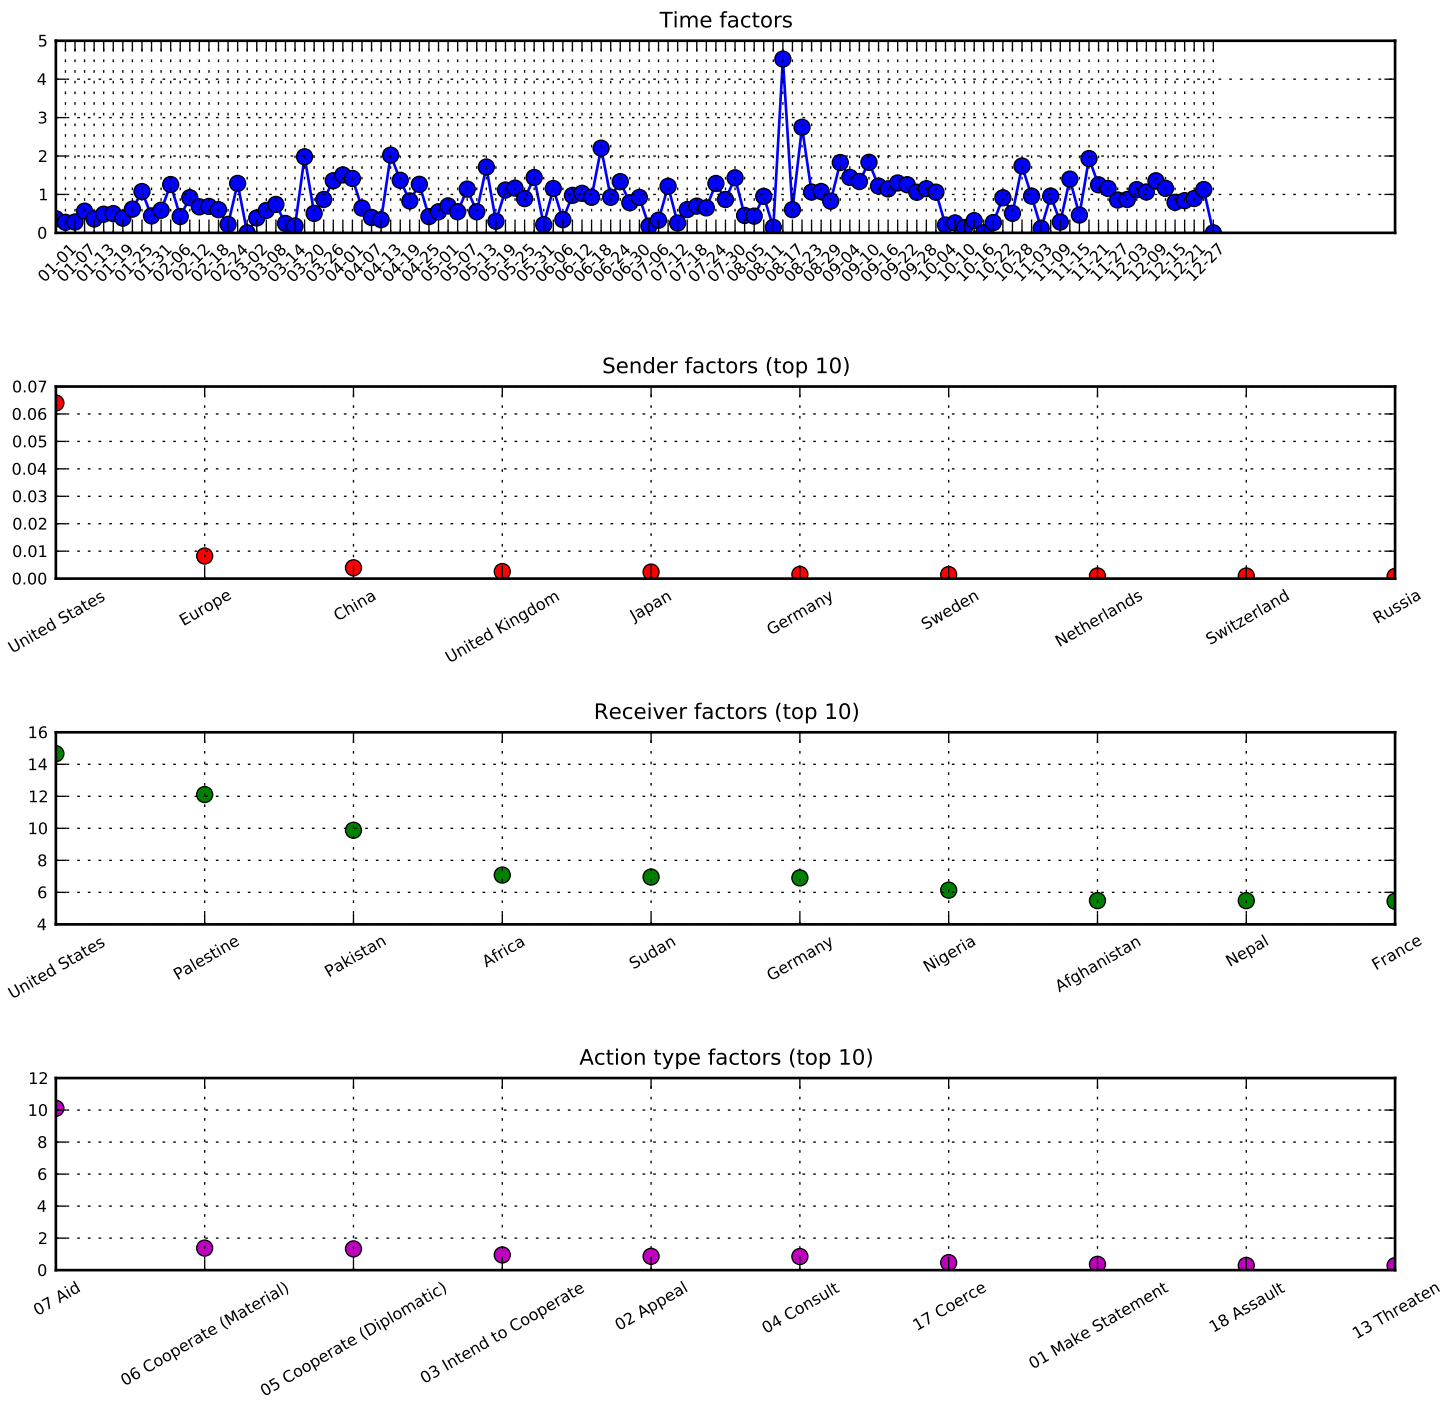 Time factors
5
4
3
2
1
0
01-01
01-07
01-13
01-19
01-25
01-31
02-06
02-12
02-18
02-24
03-02
03-08
03-14
03-20
03-26
04-01
04-07
04-13
04-19
04-25
05-01
05-07
05-13
05-19
05-25
05-31
06-06
06-12
06-18
06-24
06-30
07-06
07-12
07-18
07-24
07-30
08-05
08-11
08-17
08-23
08-29
09-04
09-10
09-16
09-22
09-28
10-04
10-10
10-16
10-22
10-28
11-03
11-09
11-15
11-21
11-27
12-03
12-09
12-15
12-21
12-27
Sender factors (top 10)
0.07
0.06
0.05
0.04
0.03
0.02
0.01
0.00
United States
Europe
China
United Kingdom
Japan
Germany
Sweden
Netherlands
Switzerland
Russia
Receiver factors (top 10)
16
14
12
10
8
6
4
United States
Palestine
Pakistan
Africa
Sudan
Germany
Nigeria
Afghanistan
Nepal
France
Action type factors (top 10)
12
10
8
6
4
2
0
07 Aid
06 Cooperate (Material)
05 Cooperate (Diplomatic)
03 Intend to Cooperate
02 Appeal
04 Consult
17 Coerce
01 Make Statement
18 Assault
13 Threaten